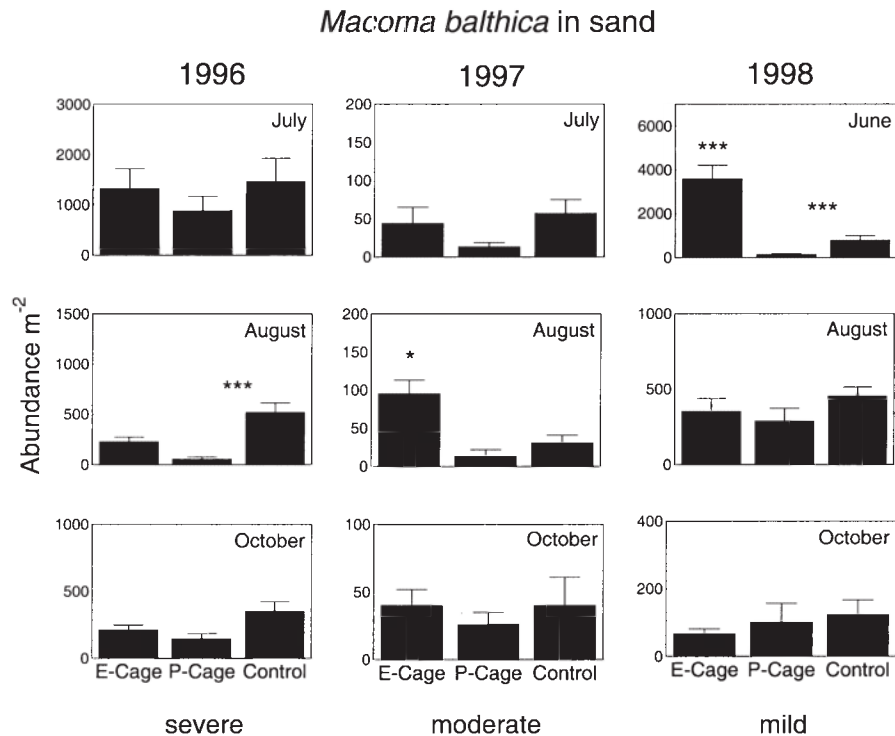 Macoma balthica in sand
1996 1997 1998
3000 2000 1000 0 July
200 150 100 50 0 July
6000 4000 2000 0 June *** ***
Abundance m-2
1500 1000 500 0 August ***
200 150 100 50 0 August *
1000 500 0 August
1000 500 0 October
100 50 0 October
400 200 0 October
E-Cage P-Cage Control E-Cage P-Cage Control E-Cage P-Cage Control
severe moderate mild